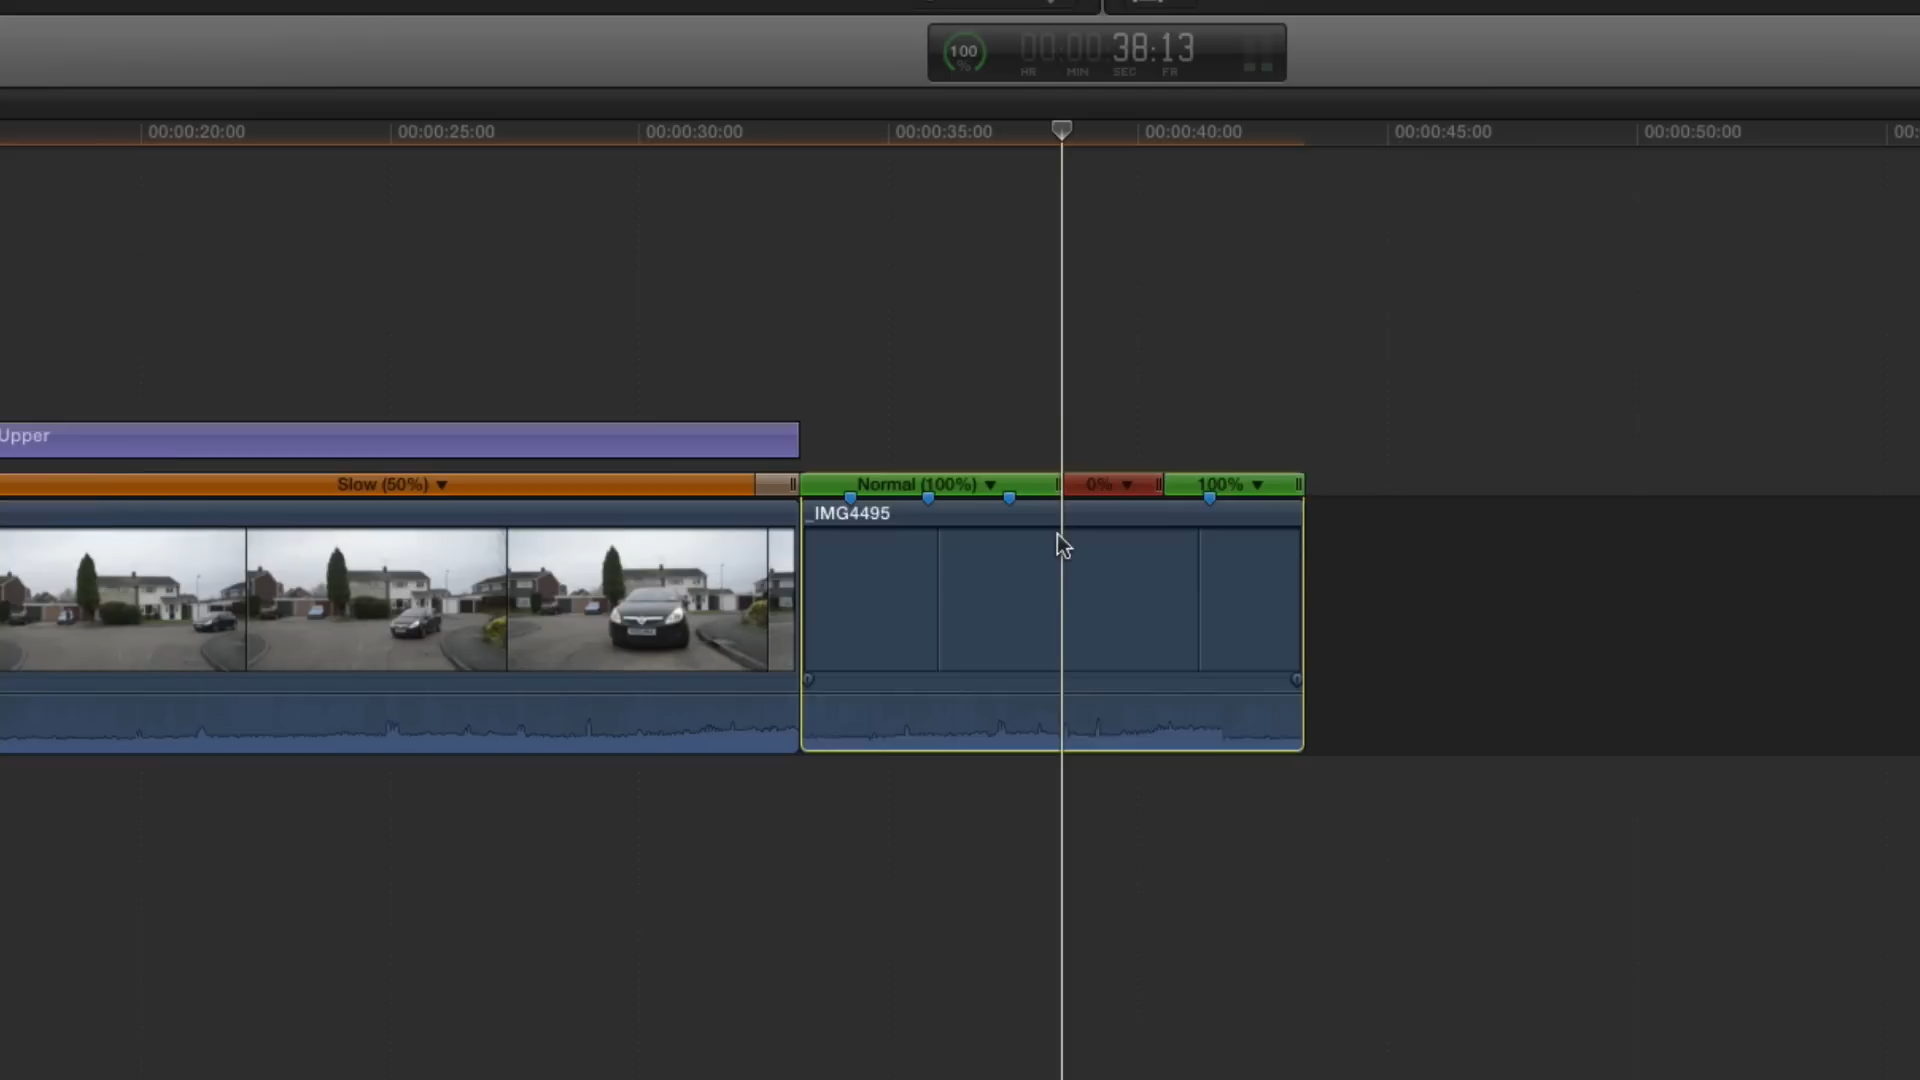 100
%
00:00:38:13
HR MIN SEC FR
00:00:20:00 00:00:25:00 00:00:30:00 00:00:35:00 00:00:40:00 00:00:45:00 00:00:50:00 00:
Upper
Slow (50%) Normal (100%) 0% 100%
_IMG4495